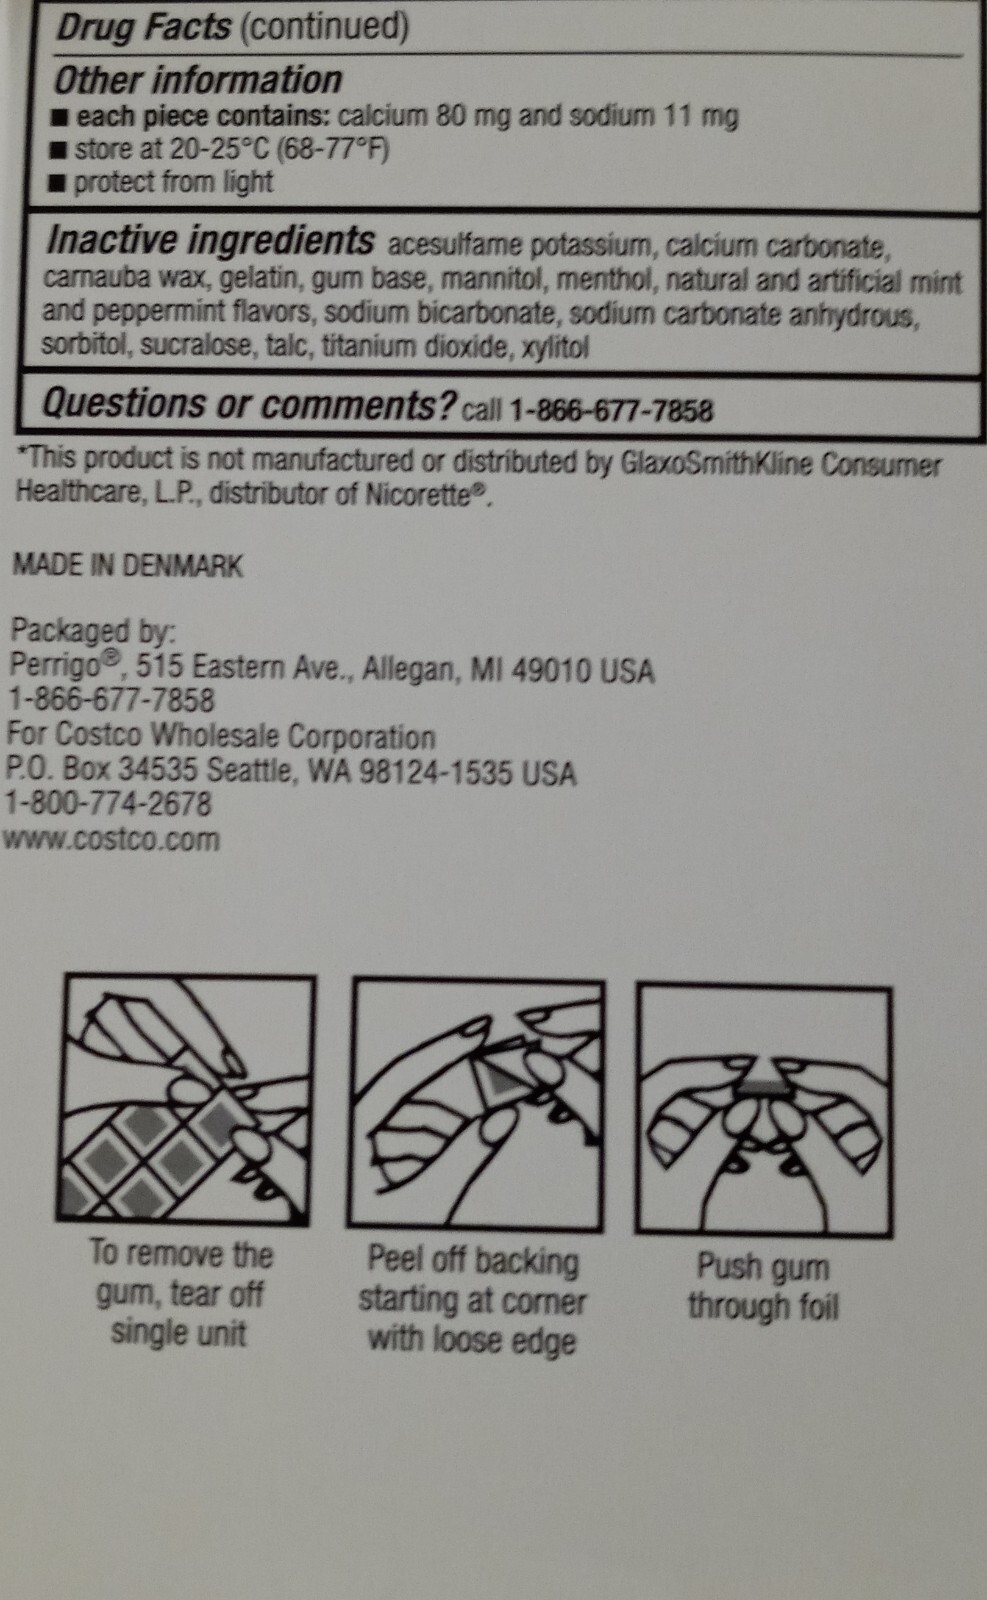 Drug Facts (continued)
Other information
■ each piece contains: calcium 80 mg and sodium 11 mg
■ store at 20-25°C (68-77°F)
■ protect from light
Inactive ingredients acesulfame potassium, calcium carbonate,
carnauba wax, gelatin, gum base, mannitol, menthol, natural and artificial mint
and peppermint flavors, sodium bicarbonate, sodium carbonate anhydrous,
sorbitol, sucralose, talc, titanium dioxide, xylitol
Questions or comments? call 1-866-677-7858
*This product is not manufactured or distributed by GlaxoSmithKline Consumer
Healthcare, L.P., distributor of Nicorette®.
MADE IN DENMARK
Packaged by:
Perrigo®, 515 Eastern Ave., Allegan, MI 49010 USA
1-866-677-7858
For Costco Wholesale Corporation
P.O. Box 34535 Seattle, WA 98124-1535 USA
1-800-774-2678
www.costco.com
To remove the
gum, tear off
single unit
Peel off backing
starting at corner
with loose edge
Push gum
through foil